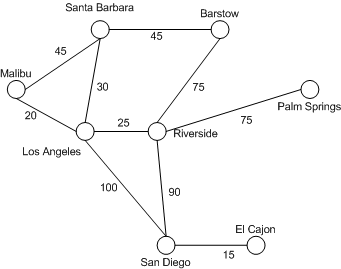 Santa Barbara
Barstow
45
45
Malibu
30
75
20
25
75
Palm Springs
Los Angeles
Riverside
100
90
El Cajon
15
San Diego